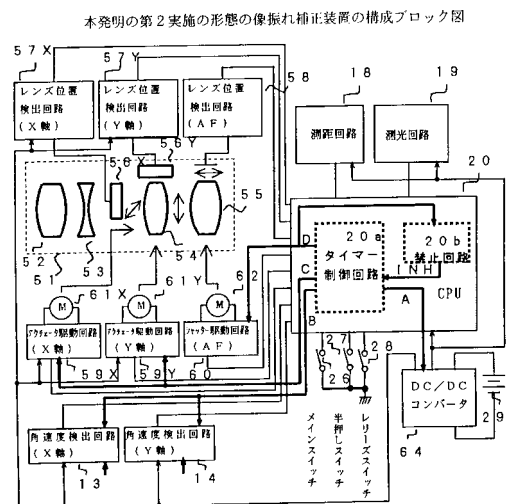 本発明の第2実施の形態の像振れ補正装置の構成ブロック図
57X
57Y
58
18
19
レンズ位置
検出回路
(X軸)
レンズ位置
検出回路
(Y軸)
レンズ位置
検出回路
(AF)
測距回路
測光回路
56X
56Y
20
55
52
51
53
54
D
C
B
A
20a
タイマー
制御回路
20b
禁止回路
INH
CPU
M
61X
M
61Y
M
62
アクチェータ駆動回路
(X軸)
アクチェータ駆動回路
(Y軸)
シャッター駆動回路
(AF)
59X
59Y
60
27
26
28
メインスイッチ
半押しスイッチ
レリーズスイッチ
DC/DC
コンバータ
64
29
角速度検出回路
(X軸)
角速度検出回路
(Y軸)
13
14